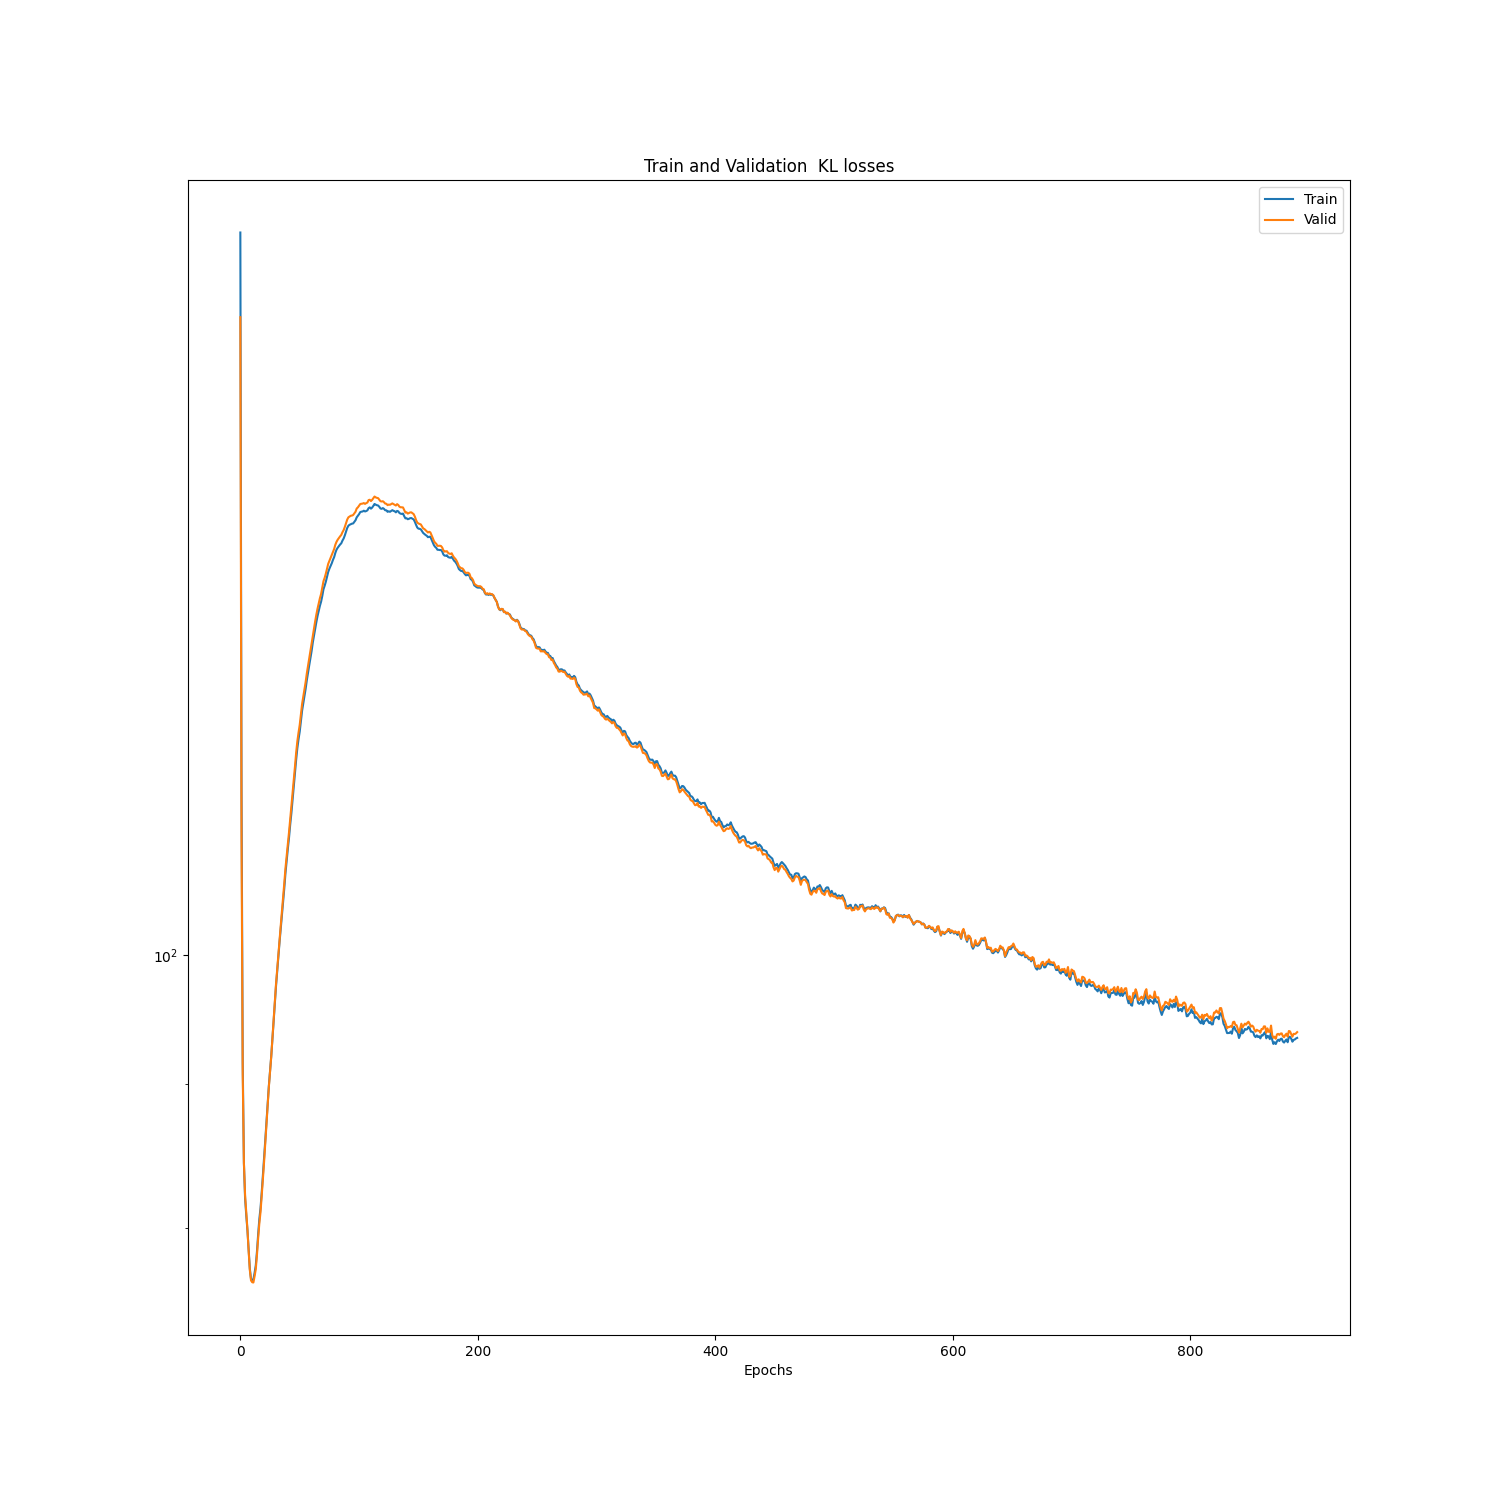 Train and Validation  KL losses
Train
Valid
10²
0 200 400 600 800
Epochs